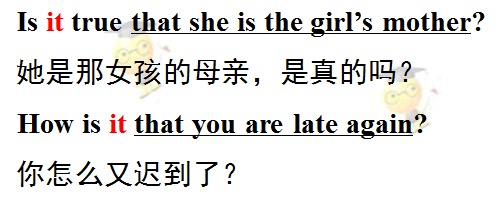 Is it true that she is the girl’s mother?
她是那女孩的母亲，是真的吗？
How is it that you are late again?
你怎么又迟到了？